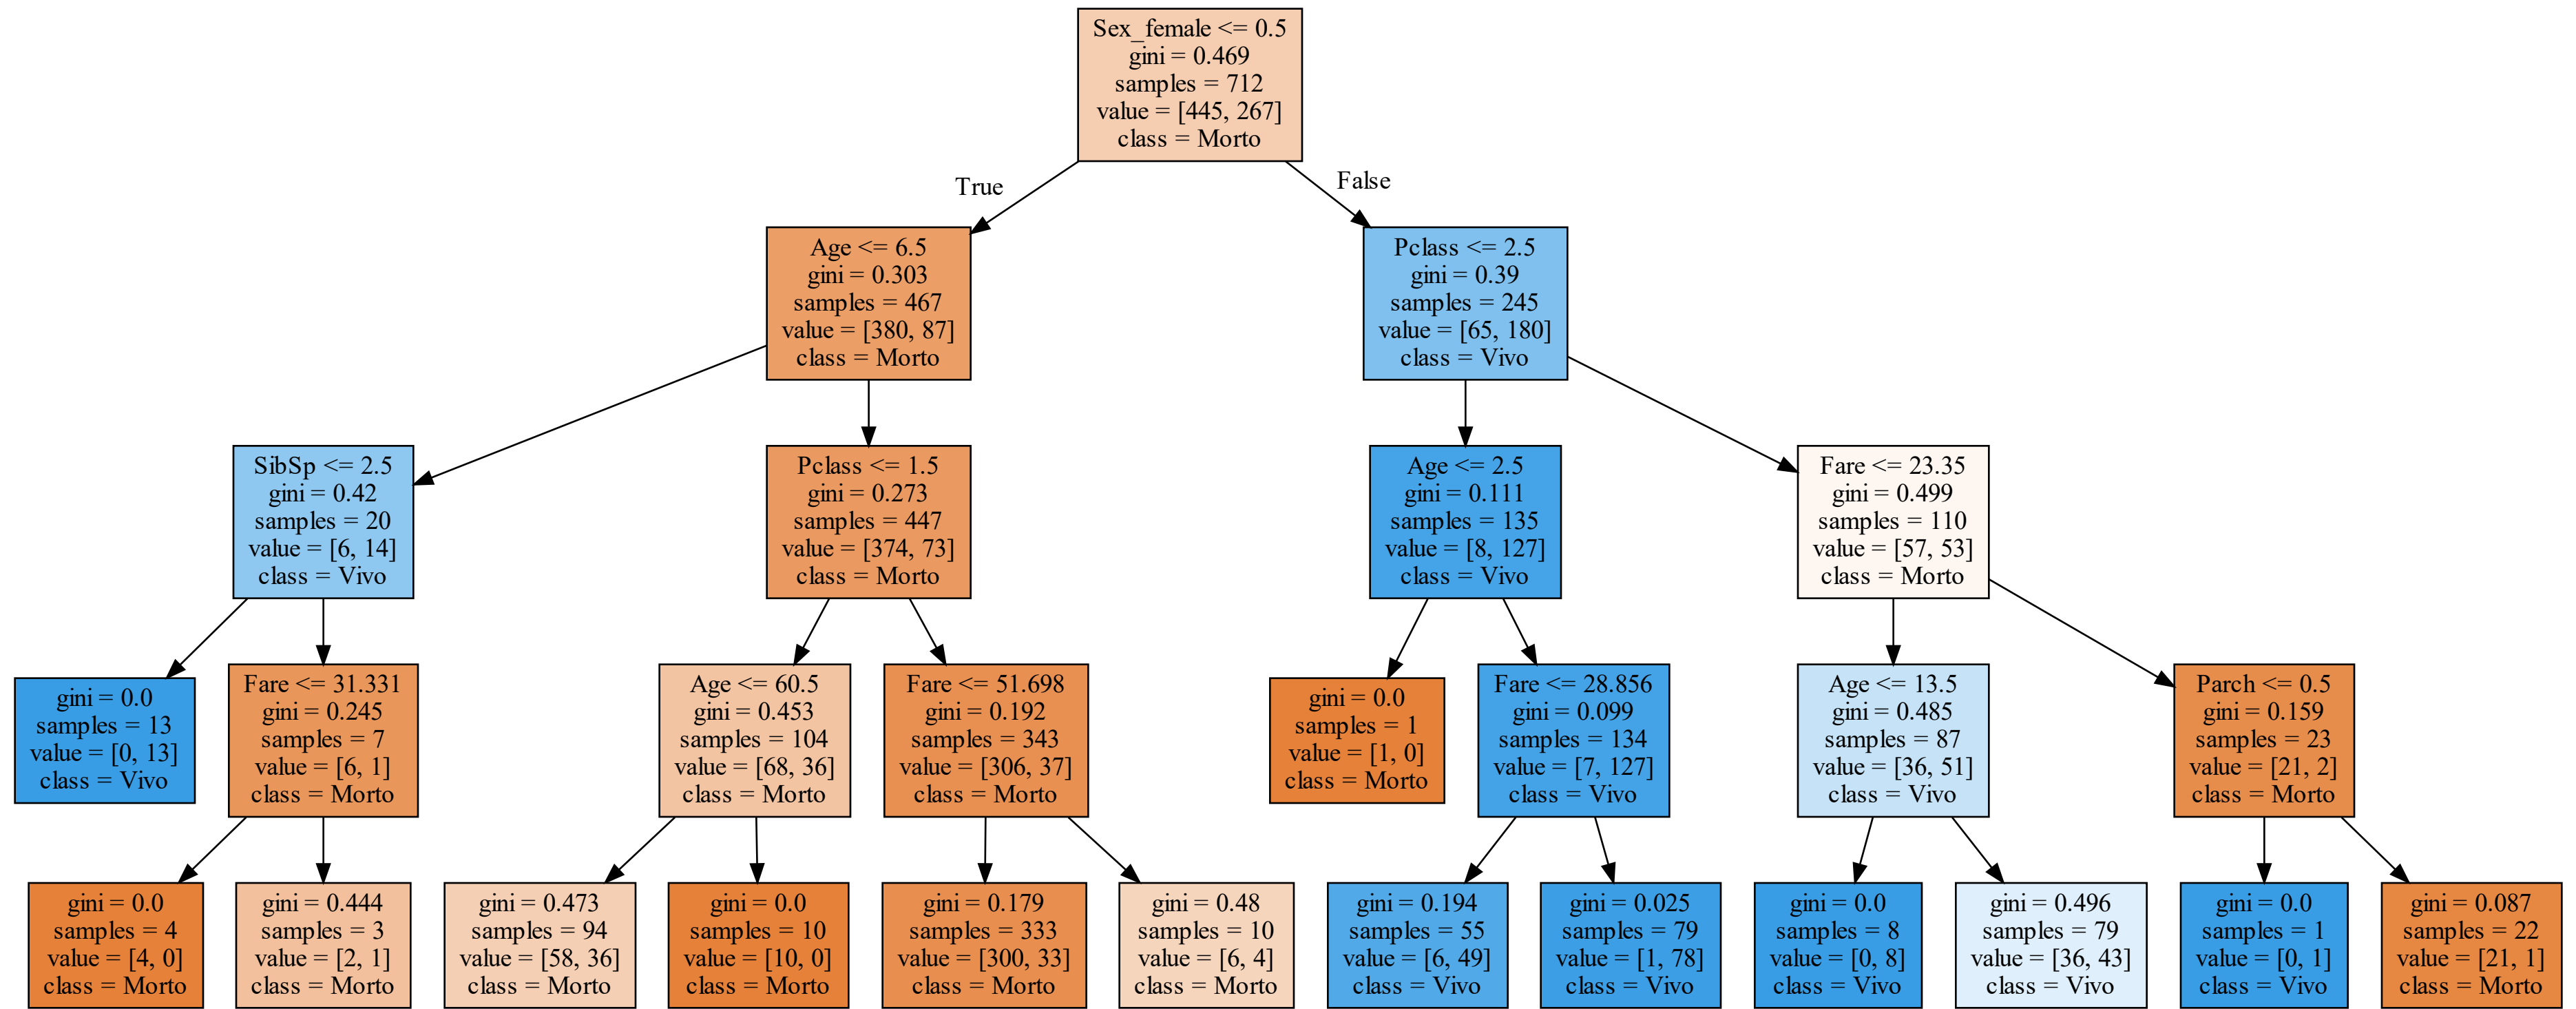 Sex_female <= 0.5
gini = 0.469
samples = 712
value = [445, 267]
class = Morto
True
False
Age <= 6.5
gini = 0.303
samples = 467
value = [380, 87]
class = Morto
Pclass <= 2.5
gini = 0.39
samples = 245
value = [65, 180]
class = Vivo
SibSp <= 2.5
gini = 0.42
samples = 20
value = [6, 14]
class = Vivo
Pclass <= 1.5
gini = 0.273
samples = 447
value = [374, 73]
class = Morto
Age <= 2.5
gini = 0.111
samples = 135
value = [8, 127]
class = Vivo
Fare <= 23.35
gini = 0.499
samples = 110
value = [57, 53]
class = Morto
gini = 0.0
samples = 13
value = [0, 13]
class = Vivo
Fare <= 31.331
gini = 0.245
samples = 7
value = [6, 1]
class = Morto
Age <= 60.5
gini = 0.453
samples = 104
value = [68, 36]
class = Morto
Fare <= 51.698
gini = 0.192
samples = 343
value = [306, 37]
class = Morto
gini = 0.0
samples = 1
value = [1, 0]
class = Morto
Fare <= 28.856
gini = 0.099
samples = 134
value = [7, 127]
class = Vivo
Age <= 13.5
gini = 0.485
samples = 87
value = [36, 51]
class = Vivo
Parch <= 0.5
gini = 0.159
samples = 23
value = [21, 2]
class = Morto
gini = 0.0
samples = 4
value = [4, 0]
class = Morto
gini = 0.444
samples = 3
value = [2, 1]
class = Morto
gini = 0.473
samples = 94
value = [58, 36]
class = Morto
gini = 0.0
samples = 10
value = [10, 0]
class = Morto
gini = 0.179
samples = 333
value = [300, 33]
class = Morto
gini = 0.48
samples = 10
value = [6, 4]
class = Morto
gini = 0.194
samples = 55
value = [6, 49]
class = Vivo
gini = 0.025
samples = 79
value = [1, 78]
class = Vivo
gini = 0.0
samples = 8
value = [0, 8]
class = Vivo
gini = 0.496
samples = 79
value = [36, 43]
class = Vivo
gini = 0.0
samples = 1
value = [0, 1]
class = Vivo
gini = 0.087
samples = 22
value = [21, 1]
class = Morto